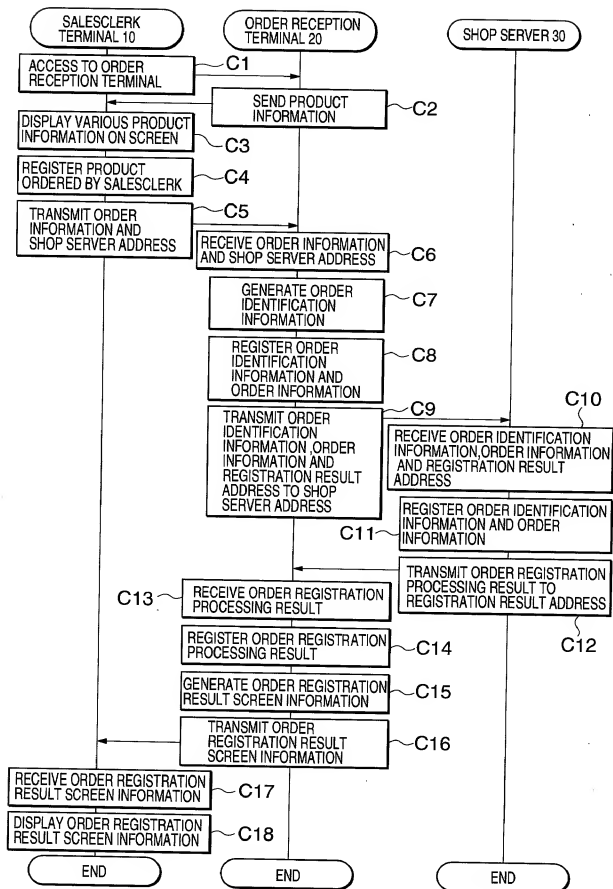 SALESCLERK
TERMINAL 10
ORDER RECEPTION
TERMINAL 20
SHOP SERVER 30
ACCESS TO ORDER
RECEPTION TERMINAL
C1
SEND PRODUCT
INFORMATION
C2
DISPLAY VARIOUS PRODUCT
INFORMATION ON SCREEN
C3
REGISTER PRODUCT
ORDERED BY SALESCLERK
C4
TRANSMIT ORDER
INFORMATION AND
SHOP SERVER ADDRESS
C5
RECEIVE ORDER INFORMATION
AND SHOP SERVER ADDRESS
C6
GENERATE ORDER
IDENTIFICATION
INFORMATION
C7
REGISTER ORDER
IDENTIFICATION
INFORMATION AND
ORDER INFORMATION
C8
TRANSMIT ORDER
IDENTIFICATION
INFORMATION ,ORDER
INFORMATION AND
REGISTRATION RESULT
ADDRESS TO SHOP
SERVER ADDRESS
C9
C10
RECEIVE ORDER IDENTIFICATION
INFORMATION,ORDER INFORMATION
AND REGISTRATION RESULT
ADDRESS
REGISTER ORDER IDENTIFICATION
INFORMATION AND ORDER
INFORMATION
C11
TRANSMIT ORDER REGISTRATION
PROCESSING RESULT TO
REGISTRATION RESULT ADDRESS
C12
C13
RECEIVE ORDER REGISTRATION
PROCESSING RESULT
REGISTER ORDER REGISTRATION
PROCESSING RESULT
C14
GENERATE ORDER REGISTRATION
RESULT SCREEN INFORMATION
C15
TRANSMIT ORDER
REGISTRATION RESULT
SCREEN INFORMATION
C16
RECEIVE ORDER REGISTRATION
RESULT SCREEN INFORMATION
C17
DISPLAY ORDER REGISTRATION
RESULT SCREEN INFORMATION
C18
END
END
END